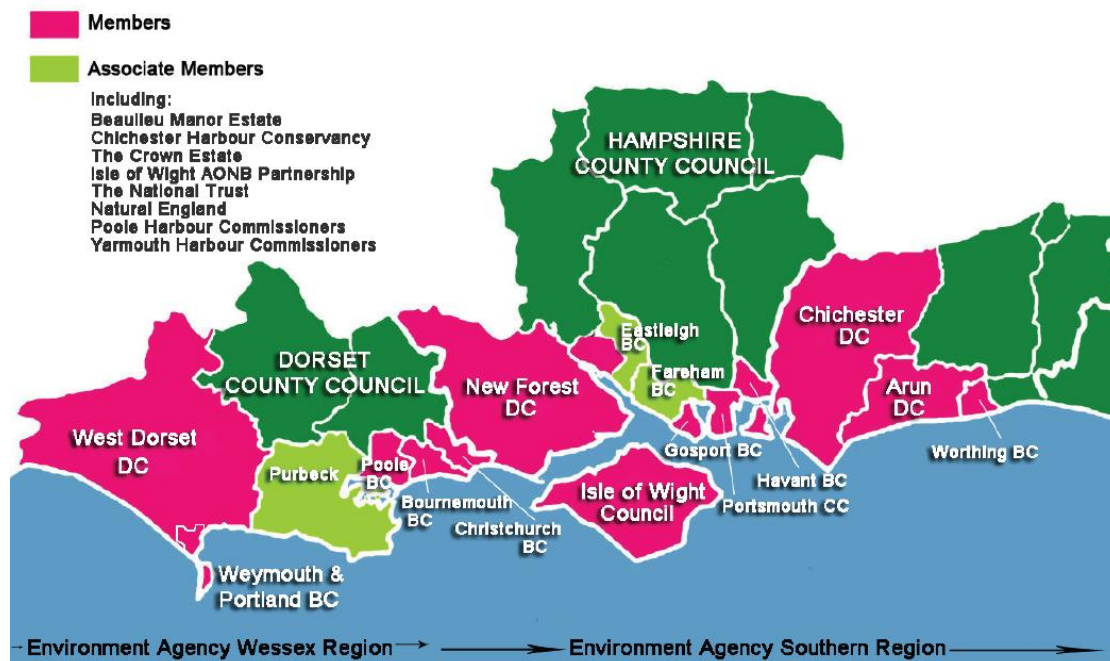 Members
Associate Members
Including:
Beaulieu Manor Estate
Chichester Harbour Conservancy
The Crown Estate
Isle of Wight AONB Partnership
The National Trust
Natural England
Poole Harbour Commissioners
Yarmouth Harbour Commissioners
HAMPSHIRE
COUNTY COUNCIL
DORSET
COUNTY COUNCIL
West Dorset
DC
Purbeck
Poole
BC
Bournemouth
BC
Christchurch
BC
Weymouth &
Portland BC
New Forest
DC
Eastleigh
BC
Fareham
BC
Gosport BC
Isle of Wight
Council
Portsmouth CC
Havant BC
Chichester
DC
Arun
DC
Worthing BC
Environment Agency Wessex Region
Environment Agency Southern Region